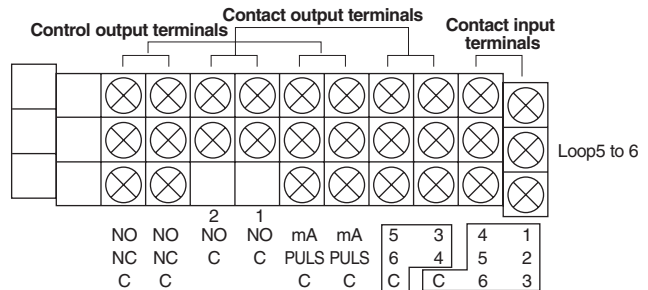 Contact output terminals
Control output terminals
Contact input
terminals
Loop5 to 6
2 1
NO NO NO NO mA mA 5 3 4 1
NC NC C C PULS PULS 6 4 5 2
C C C C C C 6 3